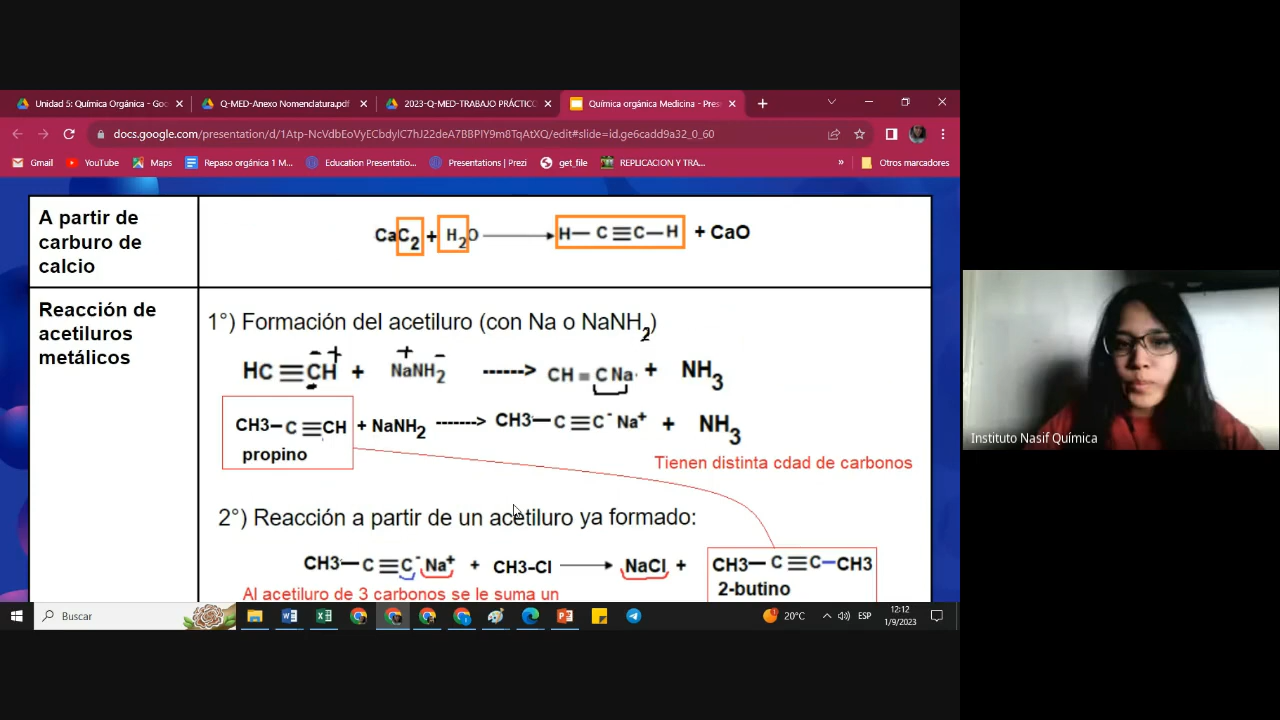 Unidad 5: Química Orgánica - Goo
Q-MED-Anexo Nomenclatura.pdf
2023-Q-MED-TRABAJO PRÁCTICO
Química orgánica Medicina - Pres
docs.google.com/presentation/d/1Atp-NcVdbEoVyECbdylC7hJ22deA7BBPIY9m8TqAtXQ/edit#slide=id.ge6cadd9a32_0_60
Gmail
YouTube
Maps
Repaso orgánica 1 M...
Education Presentatio...
Presentations | Prezi
get_file
REPLICACION Y TRA...
»
Otros marcadores
A partir de
carburo de
calcio
CaC2 + H2O ⟶ H— C ≡C—H + CaO
Reacción de
acetiluros
metálicos
1°) Formación del acetiluro (con Na o NaNH2)
- + + -
HC ≡CH + NaNH2 ------> CH ≡ C Na + NH3
CH3— C ≡CH + NaNH2 -------> CH3—C ≡C- Na+ + NH3
propino
Tienen distinta cdad de carbonos
2°) Reacción a partir de un acetiluro ya formado:
CH3—C ≡C- Na+ + CH3-Cl ⟶ NaCl + CH3—C ≡C—CH3
2-butino
Al acetiluro de 3 carbonos se le suma un
Instituto Nasif Química
Buscar
20°C
ESP
12:12
1/9/2023